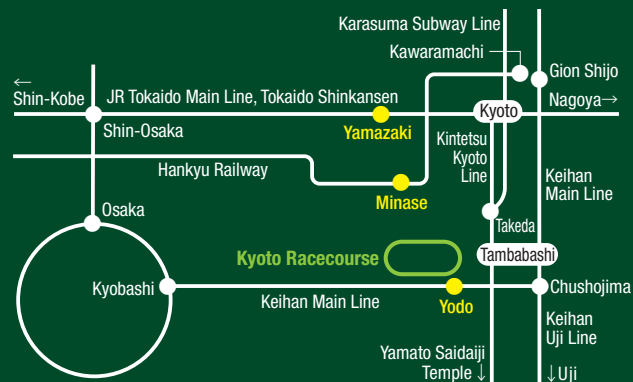 Karasuma Subway Line
Kawaramachi
Gion Shijo
←
Shin-Kobe
JR Tokaido Main Line, Tokaido Shinkansen
Nagoya→
Kyoto
Shin-Osaka
Yamazaki
Kintetsu
Kyoto
Line
Hankyu Railway
Keihan
Main Line
Minase
Osaka
Takeda
Kyoto Racecourse
Tambabashi
Kyobashi
Chushojima
Keihan Main Line
Yodo
Keihan
Uji Line
Yamato Saidaiji
Temple ↓
↓Uji